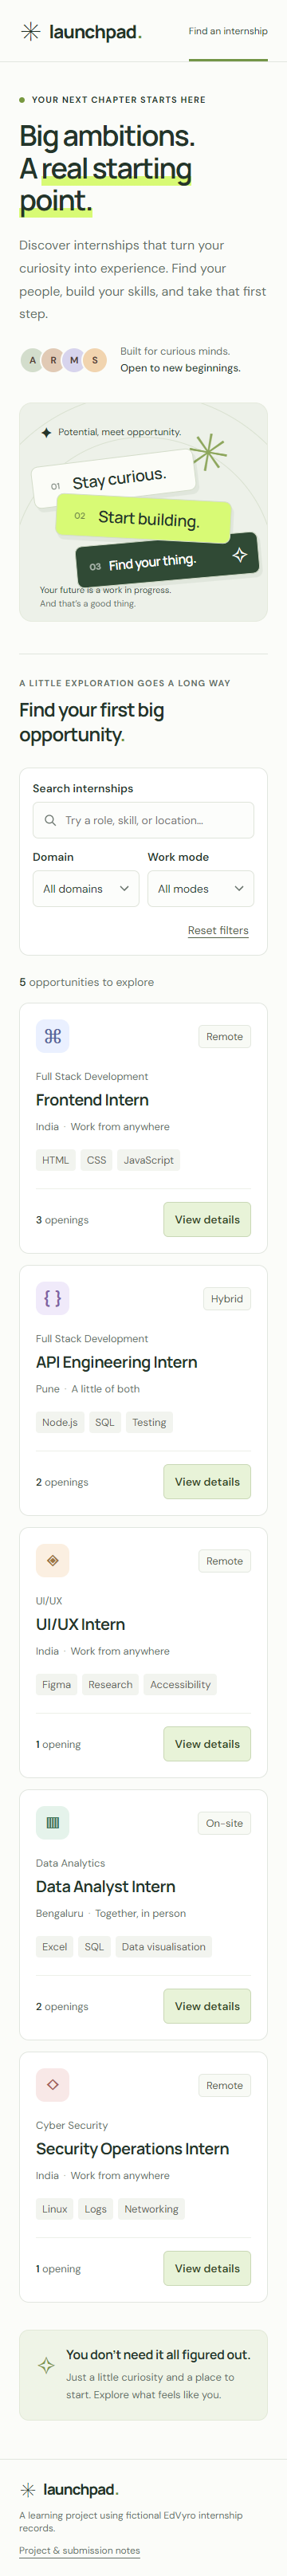 launchpad.
Find an internship
YOUR NEXT CHAPTER STARTS HERE
Big ambitions.
A real starting
point.
Discover internships that turn your
curiosity into experience. Find your
people, build your skills, and take that first
step.
A R M S
Built for curious minds.
Open to new beginnings.
Potential, meet opportunity.
01 Stay curious.
02 Start building.
03 Find your thing.
Your future is a work in progress.
And that's a good thing.
A LITTLE EXPLORATION GOES A LONG WAY
Find your first big
opportunity.
Search internships
Try a role, skill, or location...
Domain Work mode
All domains All modes
Reset filters
5 opportunities to explore
⌘ Remote
Full Stack Development
Frontend Intern
India · Work from anywhere
HTML CSS JavaScript
3 openings View details
{ } Hybrid
Full Stack Development
API Engineering Intern
Pune · A little of both
Node.js SQL Testing
2 openings View details
Remote
UI/UX
UI/UX Intern
India · Work from anywhere
Figma Research Accessibility
1 opening View details
On-site
Data Analytics
Data Analyst Intern
Bengaluru · Together, in person
Excel SQL Data visualisation
2 openings View details
Remote
Cyber Security
Security Operations Intern
India · Work from anywhere
Linux Logs Networking
1 opening View details
You don't need it all figured out.
Just a little curiosity and a place to
start. Explore what feels like you.
launchpad.
A learning project using fictional EdVyro internship
records.
Project & submission notes